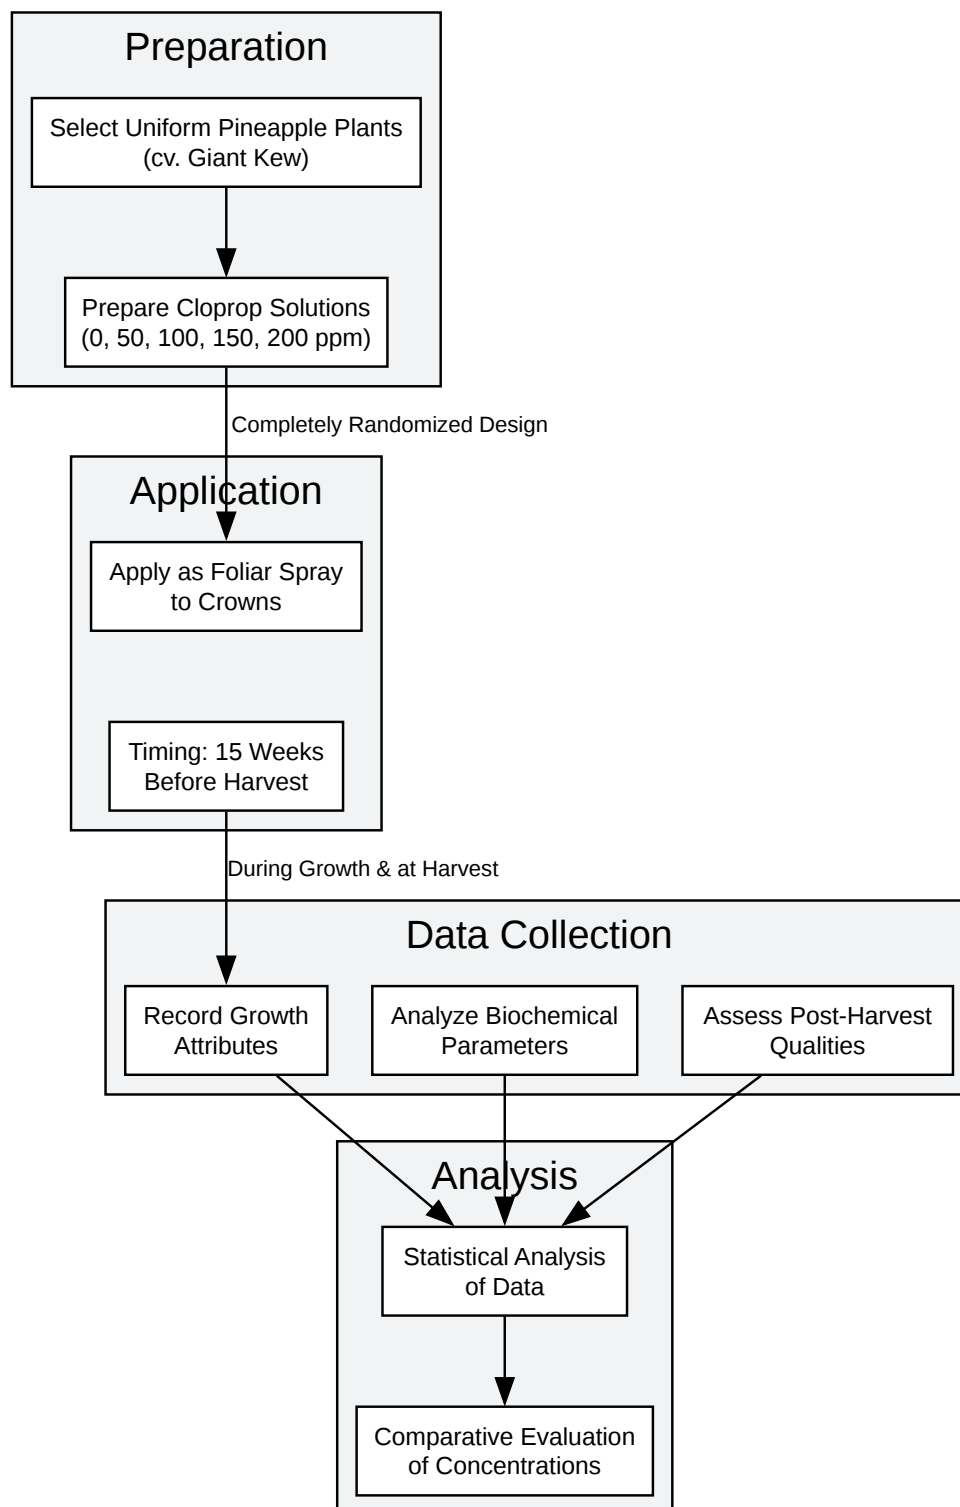 Preparation
Select Uniform Pineapple Plants
(cv. Giant Kew)
Prepare Cloprop Solutions
(0, 50, 100, 150, 200 ppm)
Completely Randomized Design
Application
Apply as Foliar Spray
to Crowns
Timing: 15 Weeks
Before Harvest
During Growth & at Harvest
Data Collection
Record Growth
Attributes
Analyze Biochemical
Parameters
Assess Post-Harvest
Qualities
Analysis
Statistical Analysis
of Data
Comparative Evaluation
of Concentrations